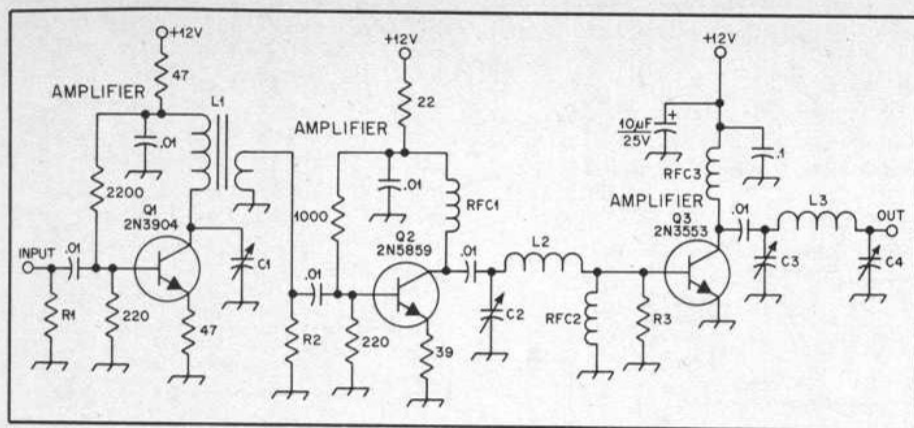 +12V
47
AMPLIFIER
L1
.01
2200
Q1
2N3904
INPUT
.01
C1
R1
220
47
+12V
22
AMPLIFIER
.01
1000
RFC1
Q2
2N5859
.01
.01
L2
R2
220
39
C2
RFC2
R3
+12V
10µF
25V
+
.1
RFC3
AMPLIFIER
Q3
2N3553
.01
L3
OUT
C3
C4